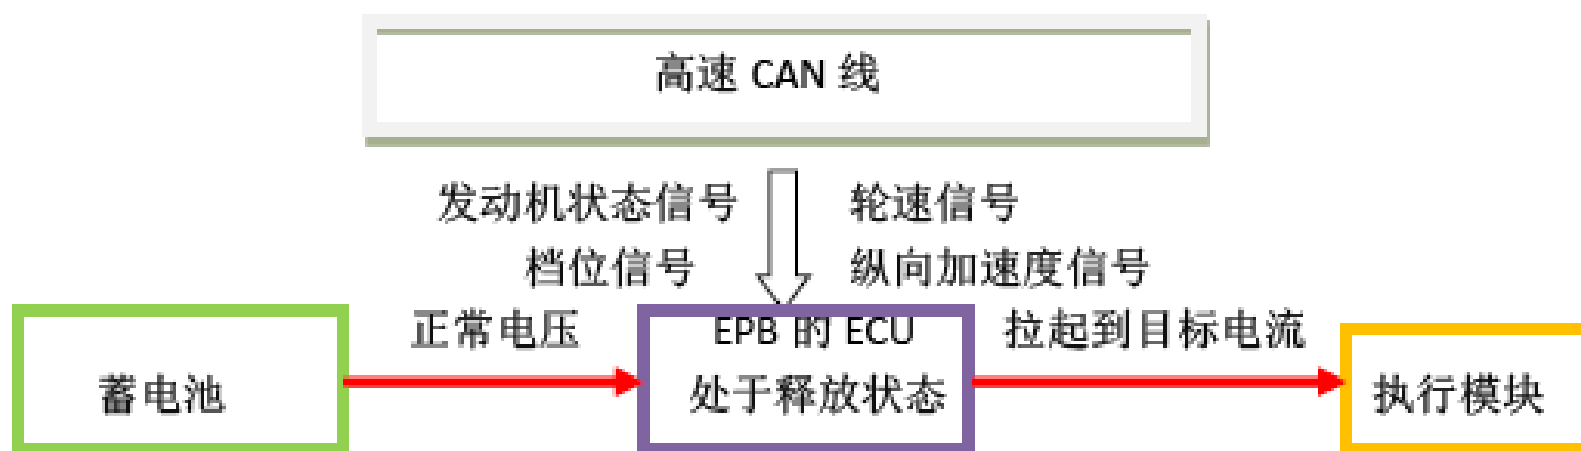 高速 CAN 线
发动机状态信号
轮速信号
档位信号
纵向加速度信号
正常电压
EPB 的 ECU
拉起到目标电流
蓄电池
处于释放状态
执行模块